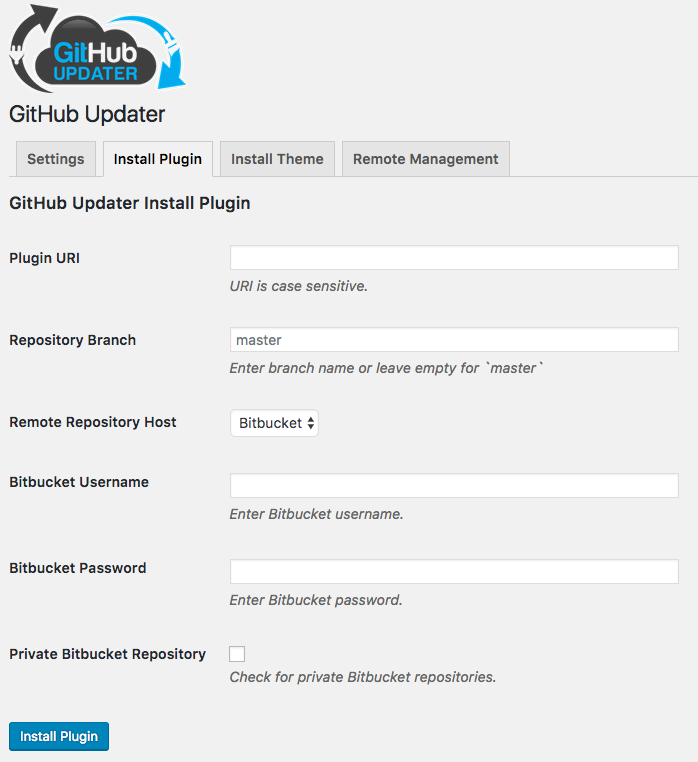 GitHub
UPDATER
GitHub Updater
Settings Install Plugin Install Theme Remote Management
GitHub Updater Install Plugin
Plugin URI
URI is case sensitive.
Repository Branch master
Enter branch name or leave empty for `master`
Remote Repository Host Bitbucket
Bitbucket Username
Enter Bitbucket username.
Bitbucket Password
Enter Bitbucket password.
Private Bitbucket Repository
Check for private Bitbucket repositories.
Install Plugin